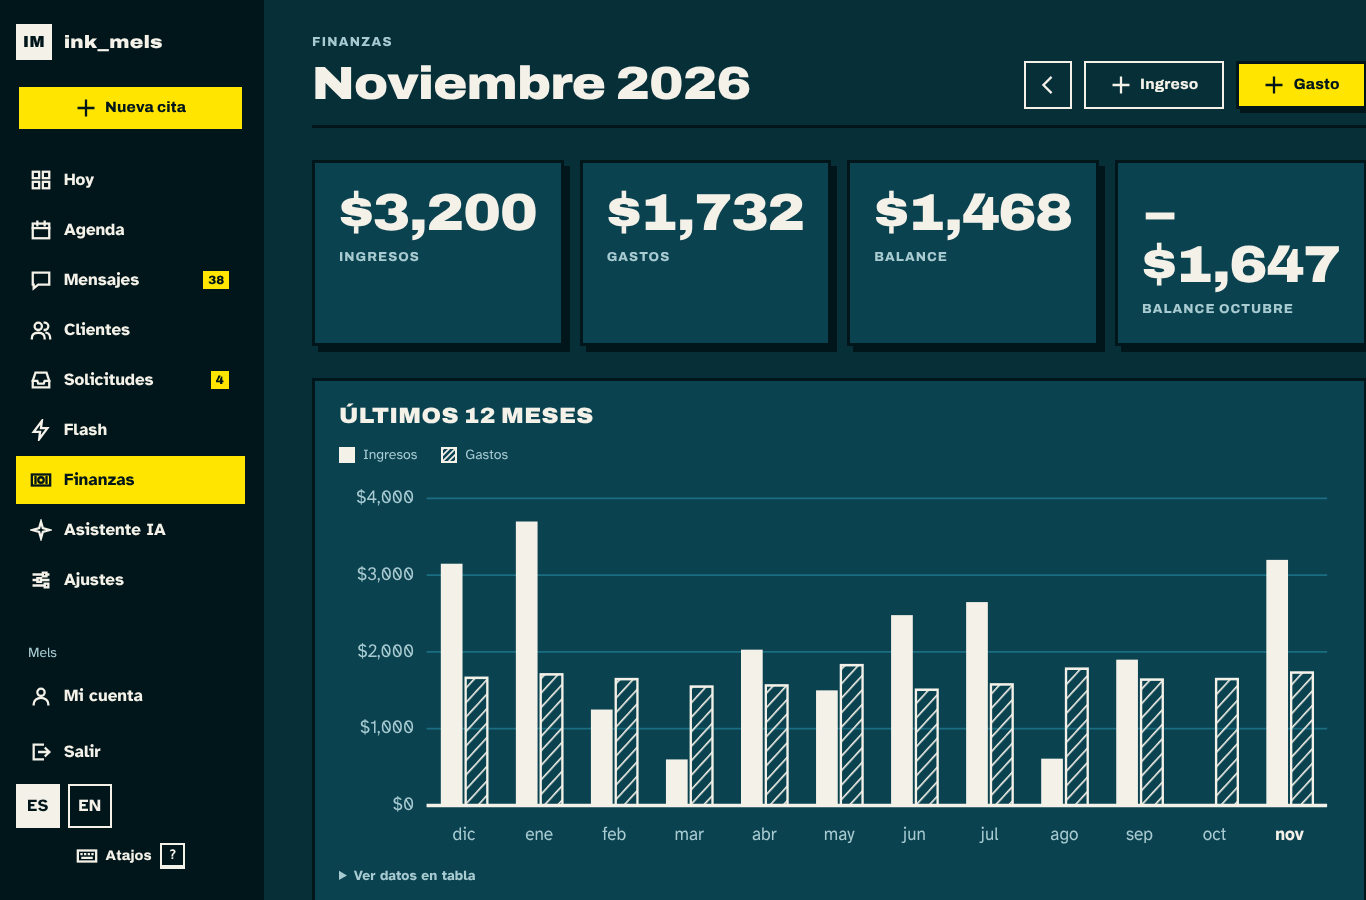 IM ink_mels
Nueva cita
Hoy
Agenda
Mensajes 38
Clientes
Solicitudes 4
Flash
Finanzas
Asistente IA
Ajustes
Mels
Mi cuenta
Salir
ES EN
Atajos ?
FINANZAS
Noviembre 2026
Ingreso
Gasto
$3,200
INGRESOS
$1,732
GASTOS
$1,468
BALANCE
–
$1,647
BALANCE OCTUBRE
ÚLTIMOS 12 MESES
Ingresos Gastos
$4,000
$3,000
$2,000
$1,000
$0
dic ene feb mar abr may jun jul ago sep oct nov
Ver datos en tabla